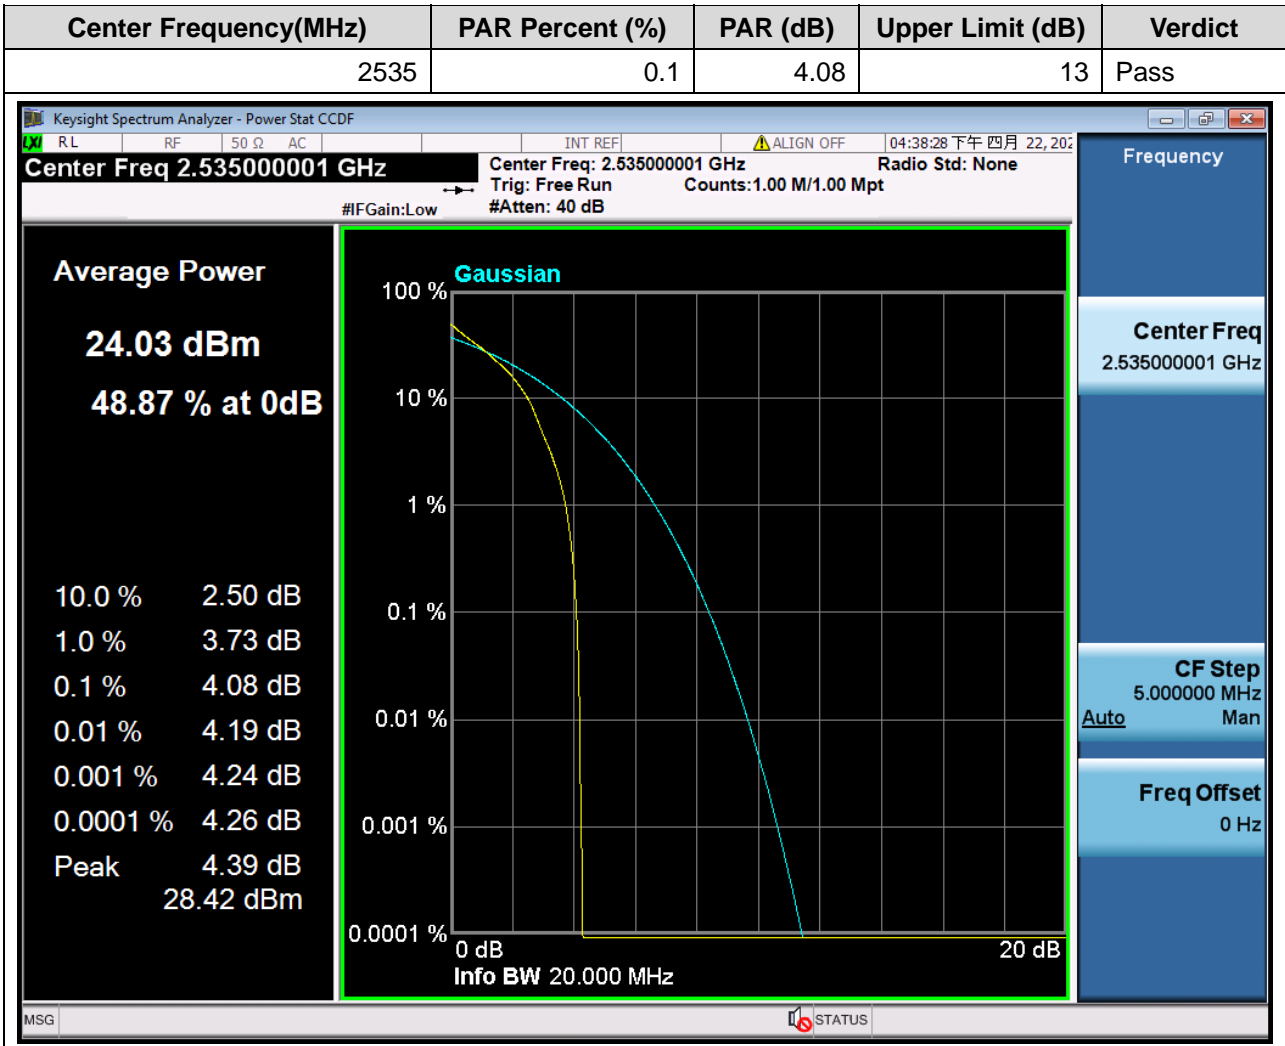 Center Frequency(MHz) PAR Percent (%) PAR (dB) Upper Limit (dB) Verdict
2535 0.1 4.08 13 Pass
Keysight Spectrum Analyzer - Power Stat CCDF
LXI RL RF 50 Ω AC INT REF ALIGN OFF 04:38:28 下午 四月 22, 202
Center Freq 2.535000001 GHz
#IFGain:Low
Center Freq: 2.535000001 GHz Radio Std: None
Trig: Free Run Counts:1.00 M/1.00 Mpt
#Atten: 40 dB
Average Power
24.03 dBm
48.87 % at 0dB
10.0 % 2.50 dB
1.0 % 3.73 dB
0.1 % 4.08 dB
0.01 % 4.19 dB
0.001 % 4.24 dB
0.0001 % 4.26 dB
Peak 4.39 dB
28.42 dBm
Gaussian
100 %
10 %
1 %
0.1 %
0.01 %
0.001 %
0.0001 %
0 dB 20 dB
Info BW 20.000 MHz
Frequency
Center Freq
2.535000001 GHz
CF Step
5.000000 MHz
Auto Man
Freq Offset
0 Hz
MSG STATUS